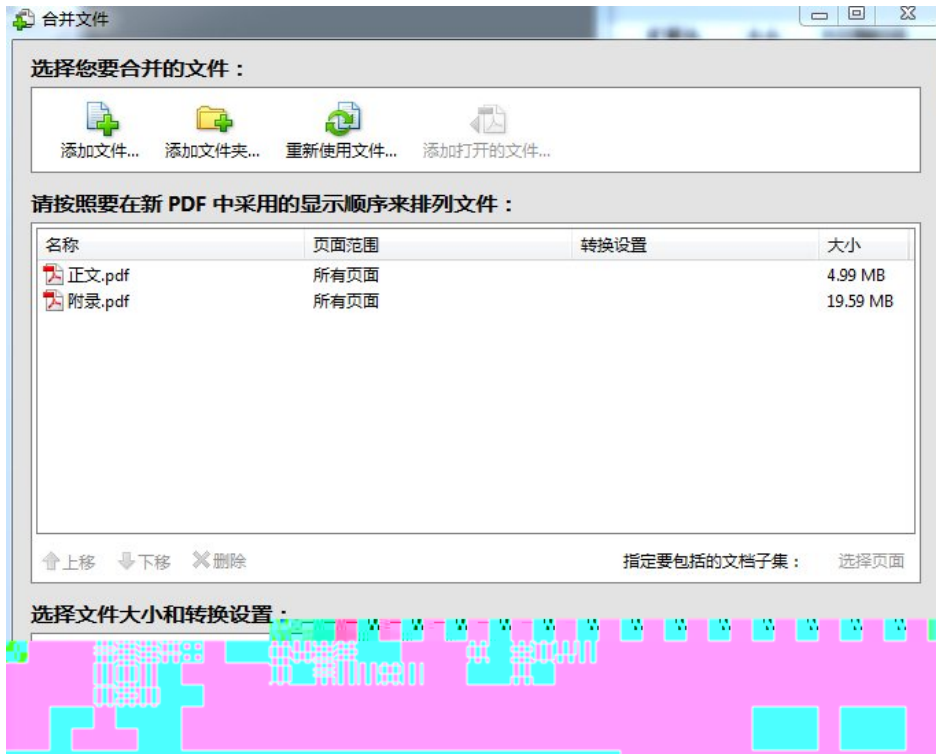 合并文件
选择您要合并的文件：
添加文件... 添加文件夹... 重新使用文件... 添加打开的文件...
请按照要在新 PDF 中采用的显示顺序来排列文件：
名称 页面范围 转换设置 大小
正文.pdf 所有页面 4.99 MB
附录.pdf 所有页面 19.59 MB
上移 下移 删除 指定要包括的文档子集： 选择页面
选择文件大小和转换设置：